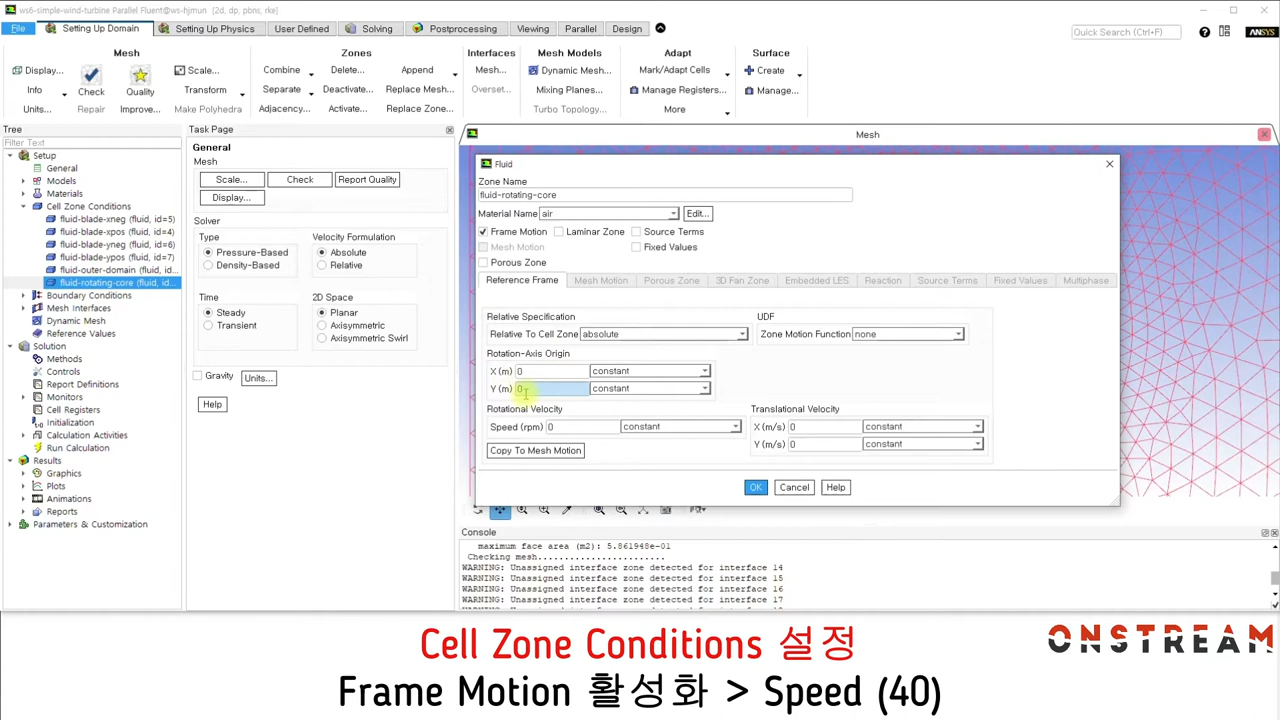 ws6-simple-wind-turbine Parallel Fluent@ws-hjmun [2d, dp, pbns, rke]
File Setting Up Domain Setting Up Physics User Defined Solving Postprocessing Viewing Parallel Design Quick Search (Ctrl+F) ANSYS
Mesh Zones Interfaces Mesh Models Adapt Surface
Display... Scale... Combine Delete... Append Mesh... Dynamic Mesh... Mark/Adapt Cells Create
Info Check Quality Transform Separate Deactivate... Replace Mesh... Overset... Mixing Planes... Manage Registers... Manage...
Units... Repair Improve... Make Polyhedra Adjacency... Activate... Replace Zone... Turbo Topology... More
Tree
Filter Text
Setup
General
Models
Materials
Cell Zone Conditions
fluid-blade-xneg (fluid, id=5)
fluid-blade-xpos (fluid, id=4)
fluid-blade-yneg (fluid, id=6)
fluid-blade-ypos (fluid, id=7)
fluid-outer-domain (fluid, id...
fluid-rotating-core (fluid, id...
Boundary Conditions
Mesh Interfaces
Dynamic Mesh
Reference Values
Solution
Methods
Controls
Report Definitions
Monitors
Cell Registers
Initialization
Calculation Activities
Run Calculation
Results
Graphics
Plots
Animations
Reports
Parameters & Customization
Task Page
General
Mesh
Scale... Check Report Quality
Display...
Solver
Type Velocity Formulation
Pressure-Based Absolute
Density-Based Relative
Time 2D Space
Steady Planar
Transient Axisymmetric
Axisymmetric Swirl
Gravity Units...
Help
Mesh
Fluid
Zone Name
fluid-rotating-core
Material Name air Edit...
Frame Motion Laminar Zone Source Terms
Mesh Motion Fixed Values
Porous Zone
Reference Frame Mesh Motion Porous Zone 3D Fan Zone Embedded LES Reaction Source Terms Fixed Values Multiphase
Relative Specification UDF
Relative To Cell Zone absolute Zone Motion Function none
Rotation-Axis Origin
X (m) 0 constant
Y (m) 0 constant
Rotational Velocity Translational Velocity
Speed (rpm) 0 constant X (m/s) 0 constant
Copy To Mesh Motion Y (m/s) 0 constant
OK Cancel Help
Console
maximum face area (m2): 5.861948e-01
Checking mesh.......................
WARNING: Unassigned interface zone detected for interface 14
WARNING: Unassigned interface zone detected for interface 15
WARNING: Unassigned interface zone detected for interface 16
WARNING: Unassigned interface zone detected for interface 17
Cell Zone Conditions 설정
Frame Motion 활성화 > Speed (40)
ONSTREAM